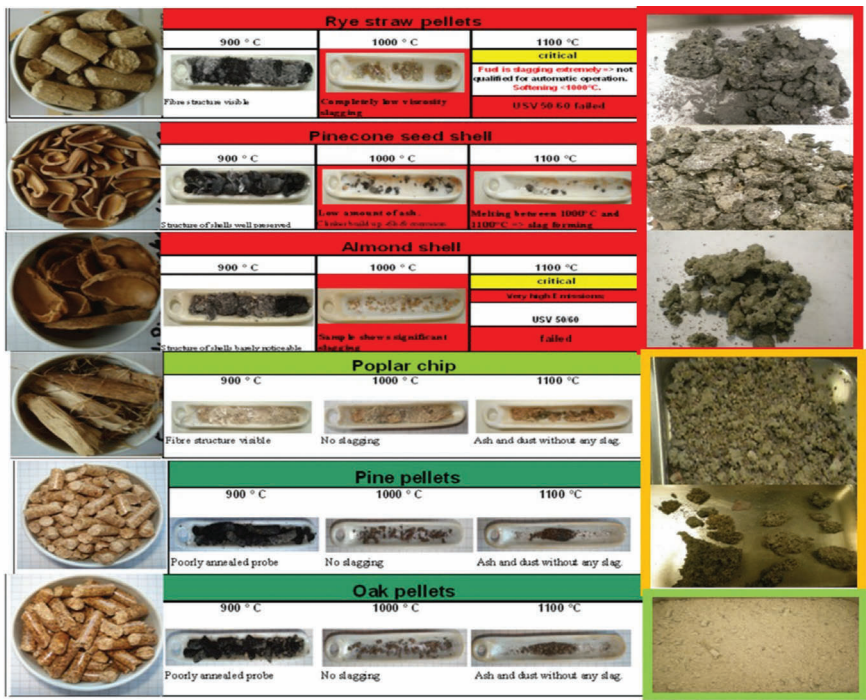 Rye straw pellets
900 ° C
1000 °C
1100 °C
critical
Fuel is slagging extremely => not
qualified for automatic operation.
Softening <1000°C.
Fibre structure visible
Completely low viscosity
slagging
USV 50/60 failed
Pinecone seed shell
900 ° C
1000 °C
1100 °C
Structure of shells well preserved
Low amount of ash.
Melting between 1000°C and
1100°C => slag forming
Almond shell
900 ° C
1000 °C
1100 °C
critical
Very high Emissions
USV 50/60
failed
Structure of shells barely noticeable
Sample shows significant
slagging
Poplar chip
900 ° C
1000 °C
1100 °C
Fibre structure visible
No slagging
Ash and dust without any slag.
Pine pellets
900 ° C
1000 °C
1100 °C
Poorly annealed probe
No slagging
Ash and dust without any slag.
Oak pellets
900 ° C
1000 °C
1100 °C
Poorly annealed probe
No slagging
Ash and dust without any slag.